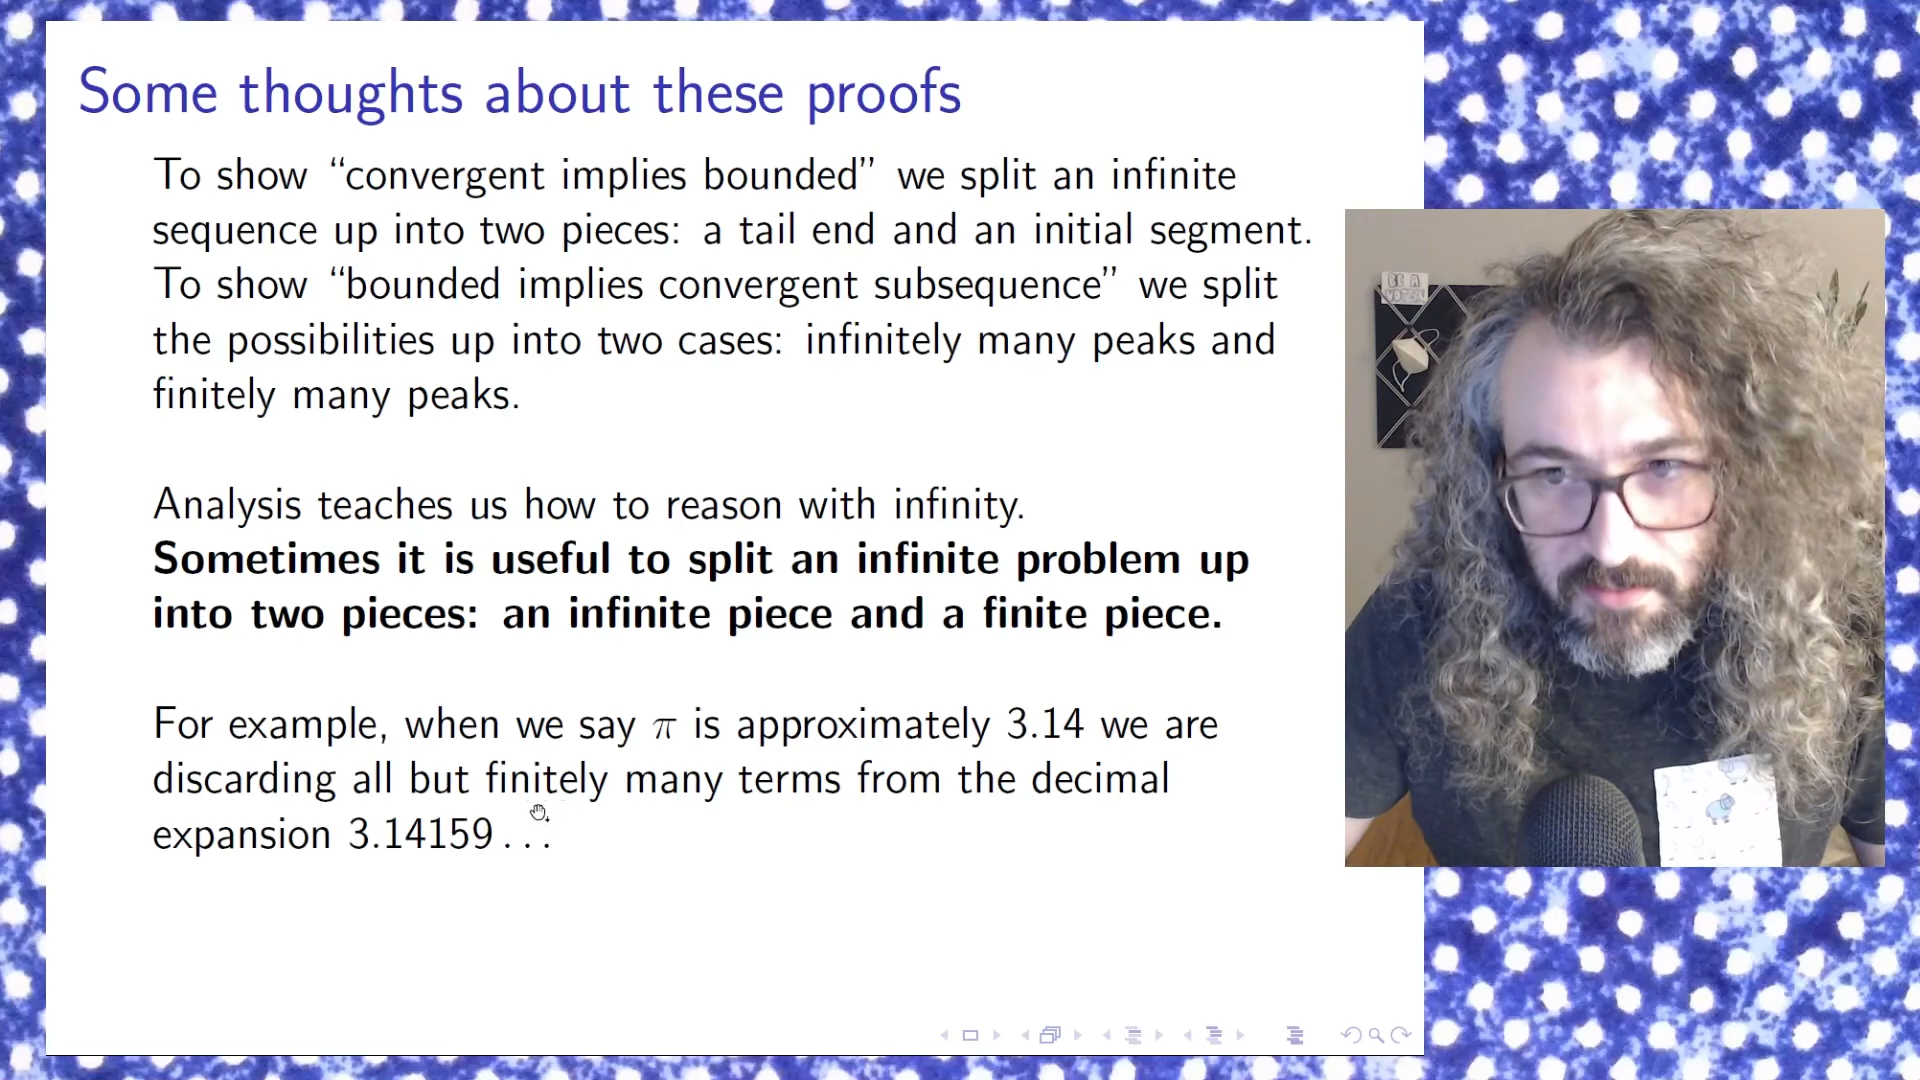 Some thoughts about these proofs
To show “convergent implies bounded” we split an infinite
sequence up into two pieces: a tail end and an initial segment.
To show “bounded implies convergent subsequence” we split
the possibilities up into two cases: infinitely many peaks and
finitely many peaks.
Analysis teaches us how to reason with infinity.
Sometimes it is useful to split an infinite problem up
into two pieces: an infinite piece and a finite piece.
For example, when we say π is approximately 3.14 we are
discarding all but finitely many terms from the decimal
expansion 3.14159...
BE A